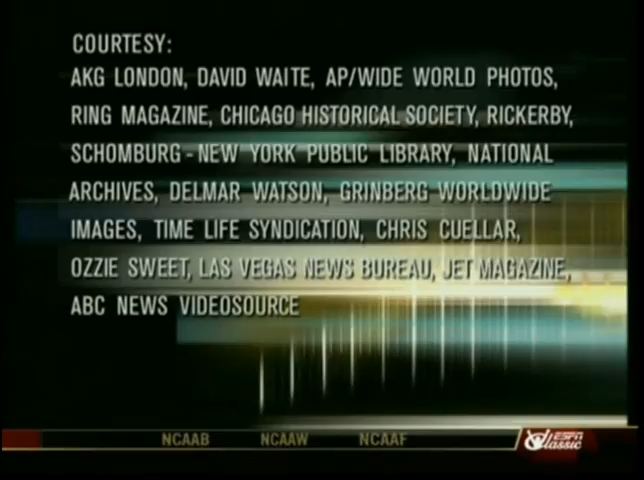 COURTESY:
AKG LONDON, DAVID WAITE, AP/WIDE WORLD PHOTOS,
RING MAGAZINE, CHICAGO HISTORICAL SOCIETY, RICKERBY,
SCHOMBURG - NEW YORK PUBLIC LIBRARY, NATIONAL
ARCHIVES, DELMAR WATSON, GRINBERG WORLDWIDE
IMAGES, TIME LIFE SYNDICATION, CHRIS CUELLAR,
OZZIE SWEET, LAS VEGAS NEWS BUREAU, JET MAGAZINE,
ABC NEWS VIDEOSOURCE
NCAAB NCAAW NCAAF
ESPN
Classic